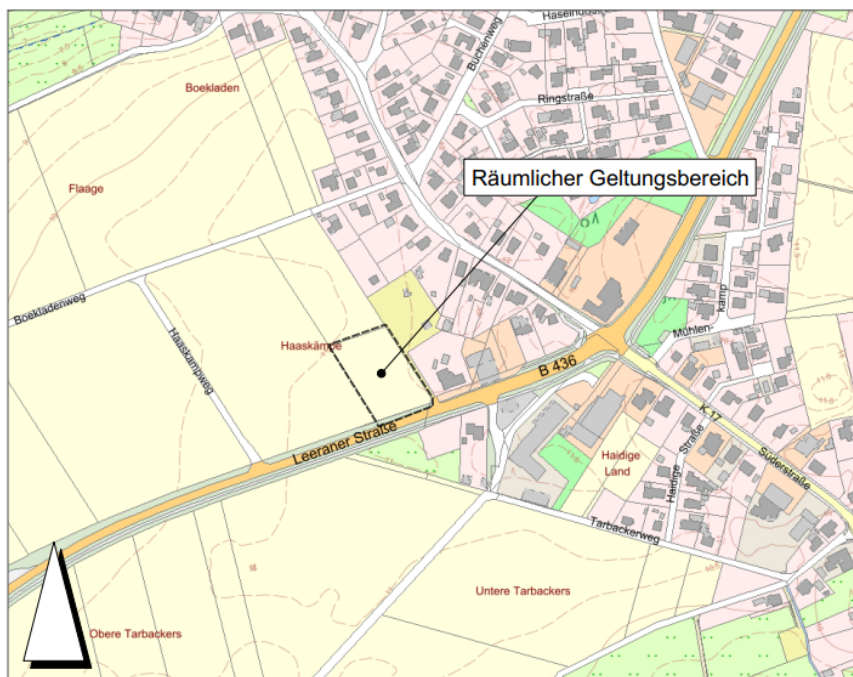 Haselnußstraße
Buchenweg
Boekladen
Ringstraße
Räumlicher Geltungsbereich
Flaage
Boekladenweg
Haaskampweg
Haaskämpe
Mühlen-
kamp
B 436
K 17
Leeraner Straße
Süderstraße
Haidige
Land
Haidige Straße
Tarbackerweg
Untere Tarbackers
Obere Tarbackers